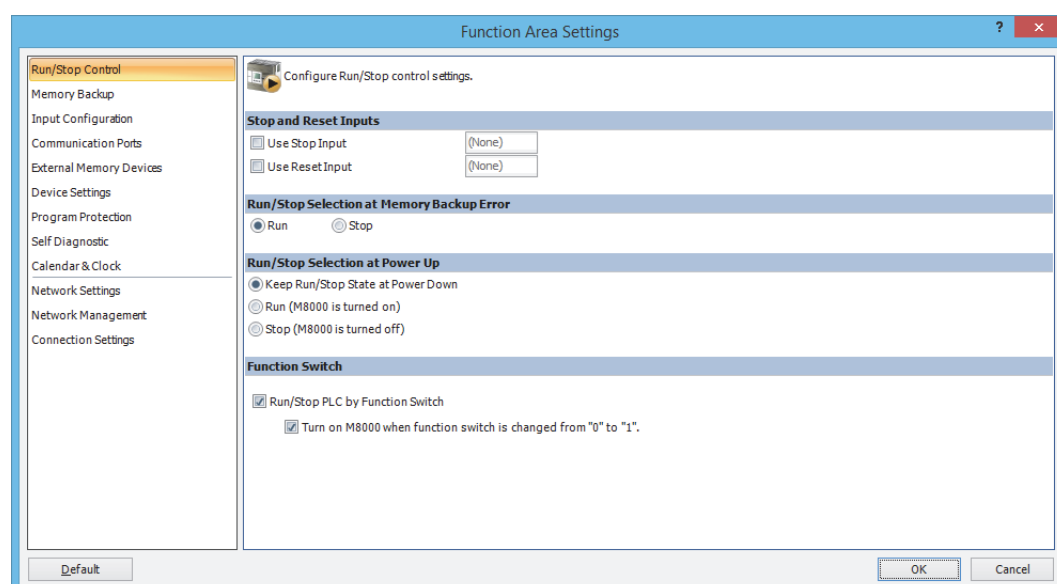 Function Area Settings
?
×
Run/Stop Control
Memory Backup
Input Configuration
Communication Ports
External Memory Devices
Device Settings
Program Protection
Self Diagnostic
Calendar & Clock
Network Settings
Network Management
Connection Settings
Configure Run/Stop control settings.
Stop and Reset Inputs
Use Stop Input (None)
Use Reset Input (None)
Run/Stop Selection at Memory Backup Error
Run Stop
Run/Stop Selection at Power Up
Keep Run/Stop State at Power Down
Run (M8000 is turned on)
Stop (M8000 is turned off)
Function Switch
Run/Stop PLC by Function Switch
Turn on M8000 when function switch is changed from "0" to "1".
Default OK Cancel